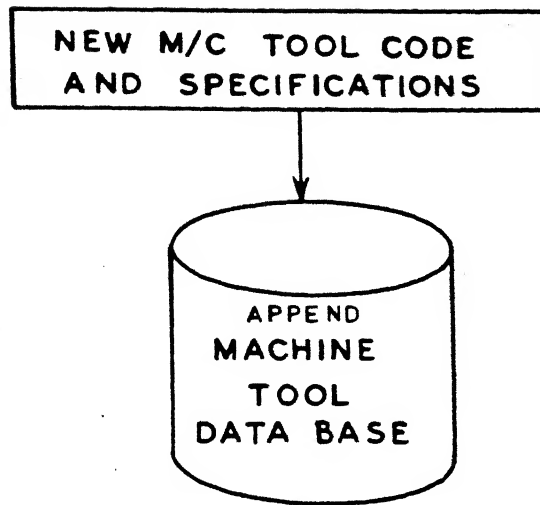 NEW M/C TOOL CODE
AND SPECIFICATIONS
APPEND
MACHINE
TOOL
DATA BASE